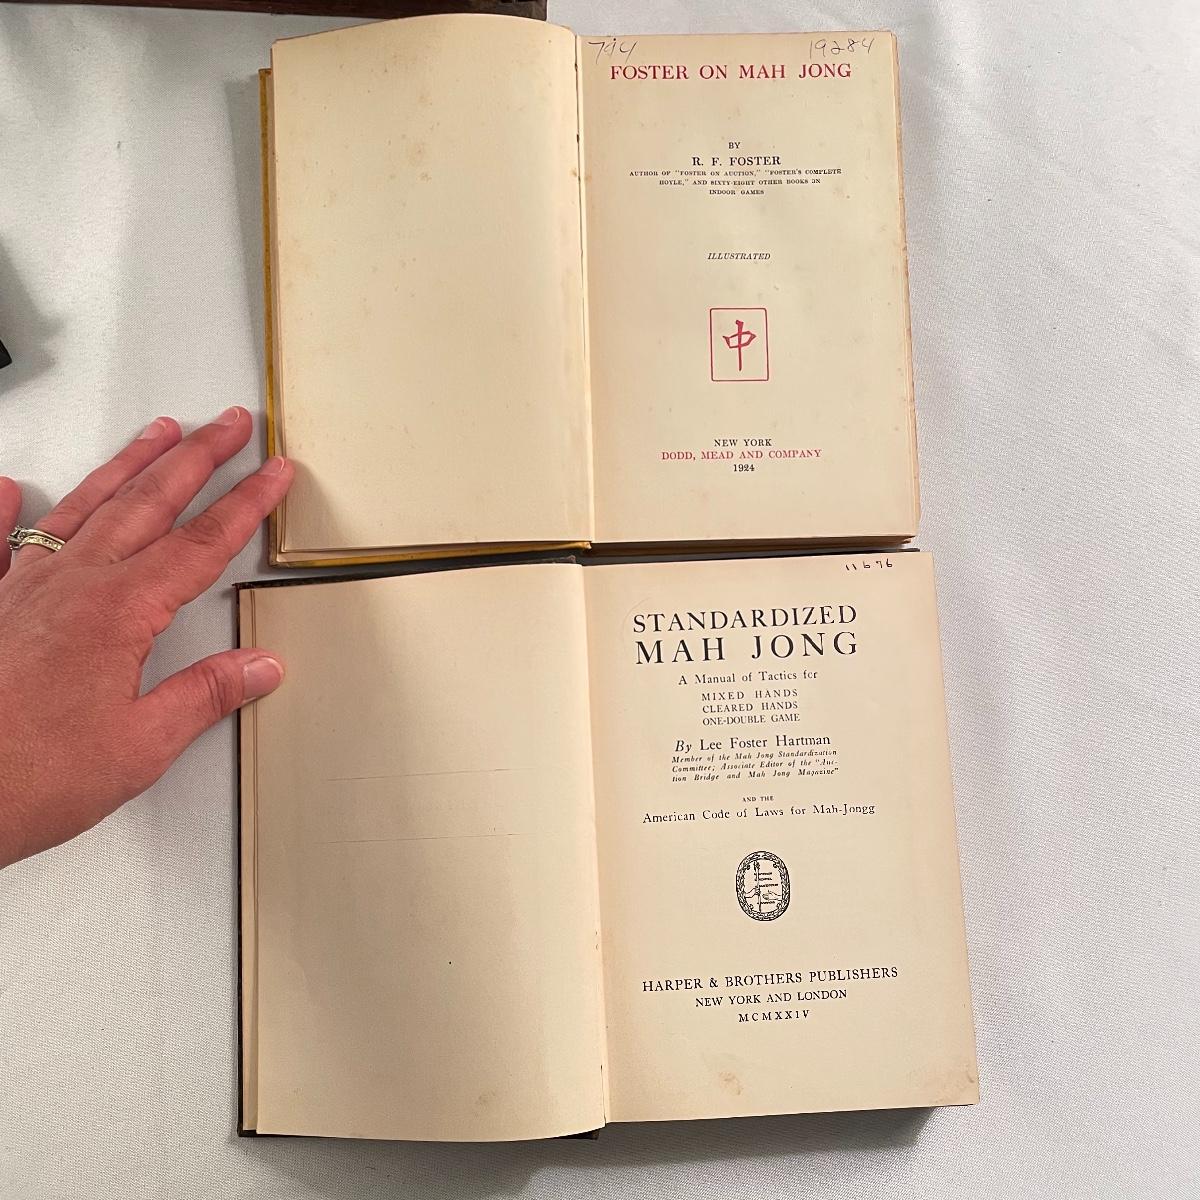 794 19284
FOSTER ON MAH JONG
BY
R. F. FOSTER
AUTHOR OF "FOSTER ON AUCTION," "FOSTER'S COMPLETE
HOYLE," AND SIXTY-EIGHT OTHER BOOKS ON
INDOOR GAMES
ILLUSTRATED
中
NEW YORK
DODD, MEAD AND COMPANY
1924
11676
STANDARDIZED
MAH JONG
A Manual of Tactics for
MIXED HANDS
CLEARED HANDS
ONE-DOUBLE GAME
By Lee Foster Hartman
Member of the Mah Jong Standardization
Committee; Associate Editor of the "Auc-
tion Bridge and Mah Jong Magazine"
AND THE
American Code of Laws for Mah-Jongg
HARPER & BROTHERS PUBLISHERS
NEW YORK AND LONDON
MCMXXIV